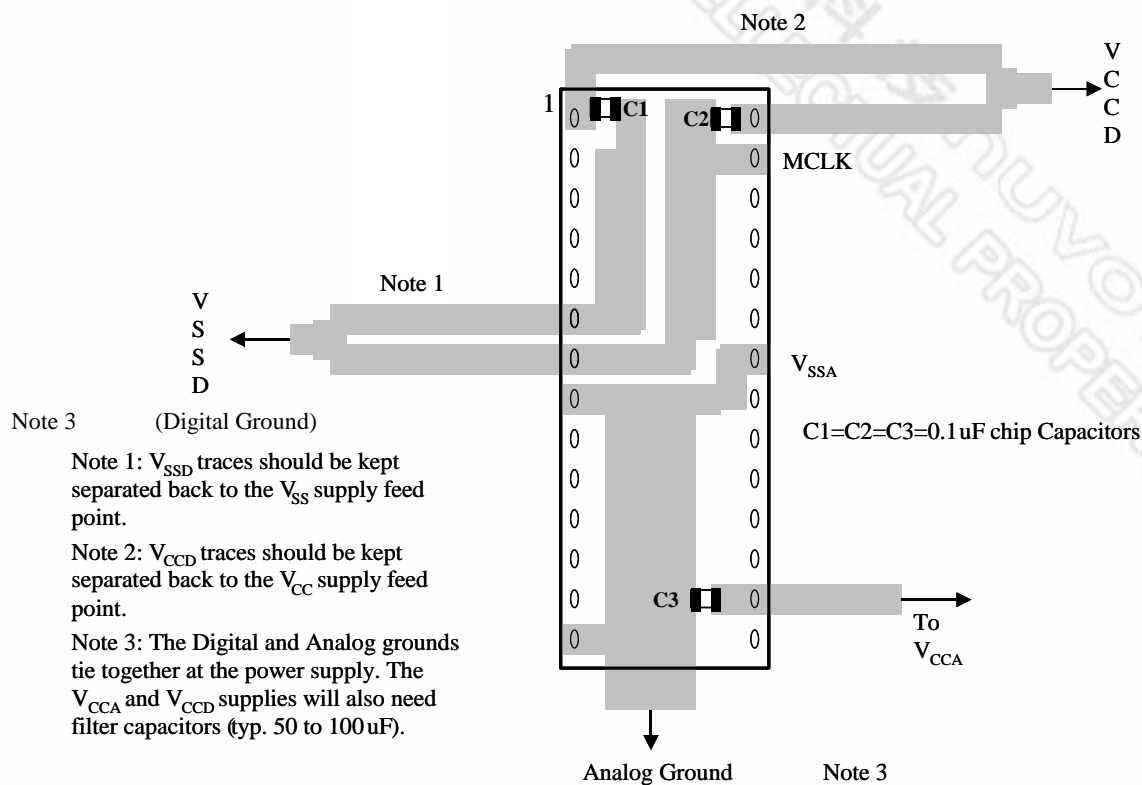 Note 2
V
C
C
D
1
C1
C2
MCLK
Note 1
V
S
S
D
VSSA
Note 3 (Digital Ground)
C1=C2=C3=0.1uF chip Capacitors
Note 1: VSSD traces should be kept
separated back to the VSS supply feed
point.
Note 2: VCCD traces should be kept
separated back to the VCC supply feed
point.
C3
To
VCCA
Note 3: The Digital and Analog grounds
tie together at the power supply. The
VCCA and VCCD supplies will also need
filter capacitors (typ. 50 to 100uF).
Analog Ground Note 3